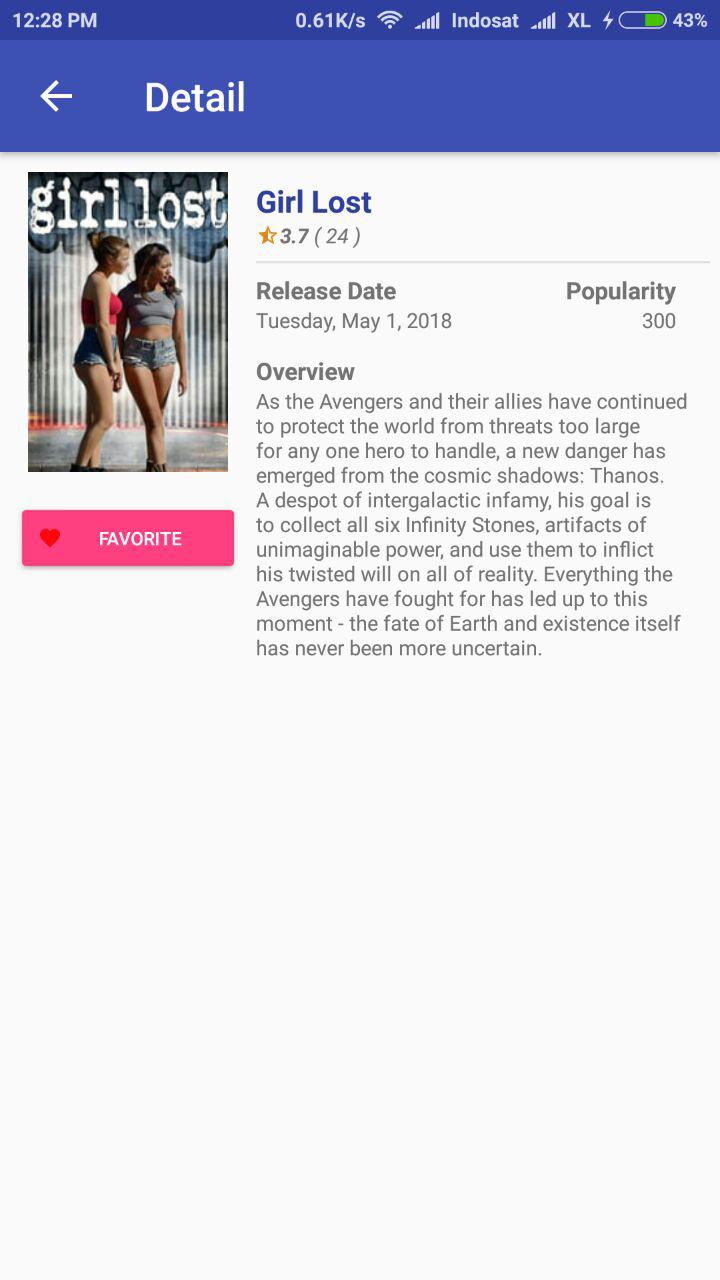 12:28 PM 0.61K/s Indosat XL 43%
Detail
girl lost
Girl Lost
3.7 ( 24 )
Release Date Popularity
Tuesday, May 1, 2018 300
Overview
As the Avengers and their allies have continued
to protect the world from threats too large
for any one hero to handle, a new danger has
emerged from the cosmic shadows: Thanos.
A despot of intergalactic infamy, his goal is
to collect all six Infinity Stones, artifacts of
unimaginable power, and use them to inflict
his twisted will on all of reality. Everything the
Avengers have fought for has led up to this
moment - the fate of Earth and existence itself
has never been more uncertain.
FAVORITE